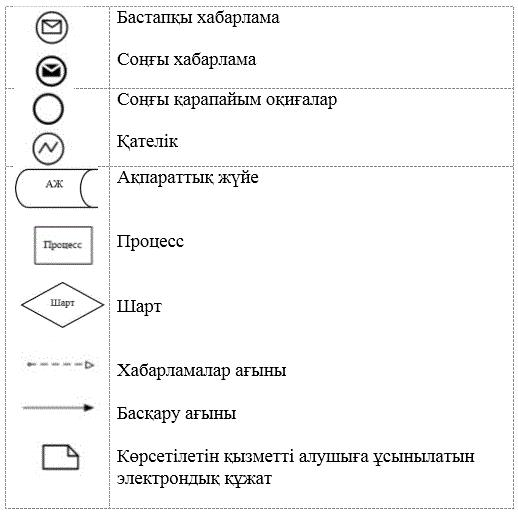 Бастапқы хабарлама
Соңғы хабарлама
Соңғы қарапайым оқиғалар
Қателік
АЖ
Ақпараттық жүйе
Процесс
Процесс
Шарт
Шарт
Хабарламалар ағыны
Басқару ағыны
Көрсетілетін қызметті алушыға ұсынылатын
электрондық құжат